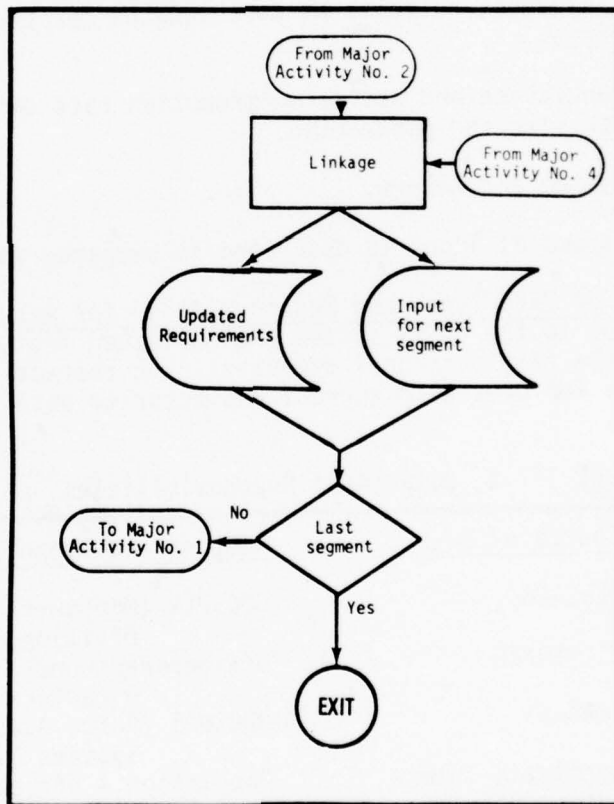 From Major
Activity No. 2
Linkage
From Major
Activity No. 4
Updated
Requirements
Input
for next
segment
No
To Major
Activity No. 1
Last
segment
Yes
EXIT